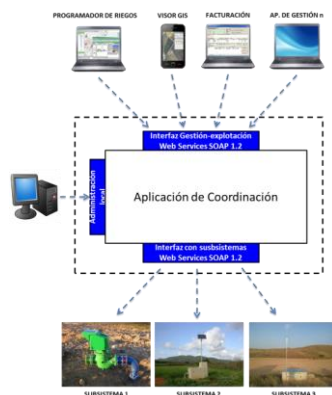 PROGRAMADOR DE RIEGOS
VISOR GIS
FACTURACIÓN
AP. DE GESTIÓN n
Interfaz Gestión-explotación
Web Services SOAP 1.2
Administración
local
Aplicación de Coordinación
Interfaz con susbsistemas
Web Services SOAP 1.2
SUBSISTEMA 1
SUBSISTEMA 2
SUBSISTEMA 3